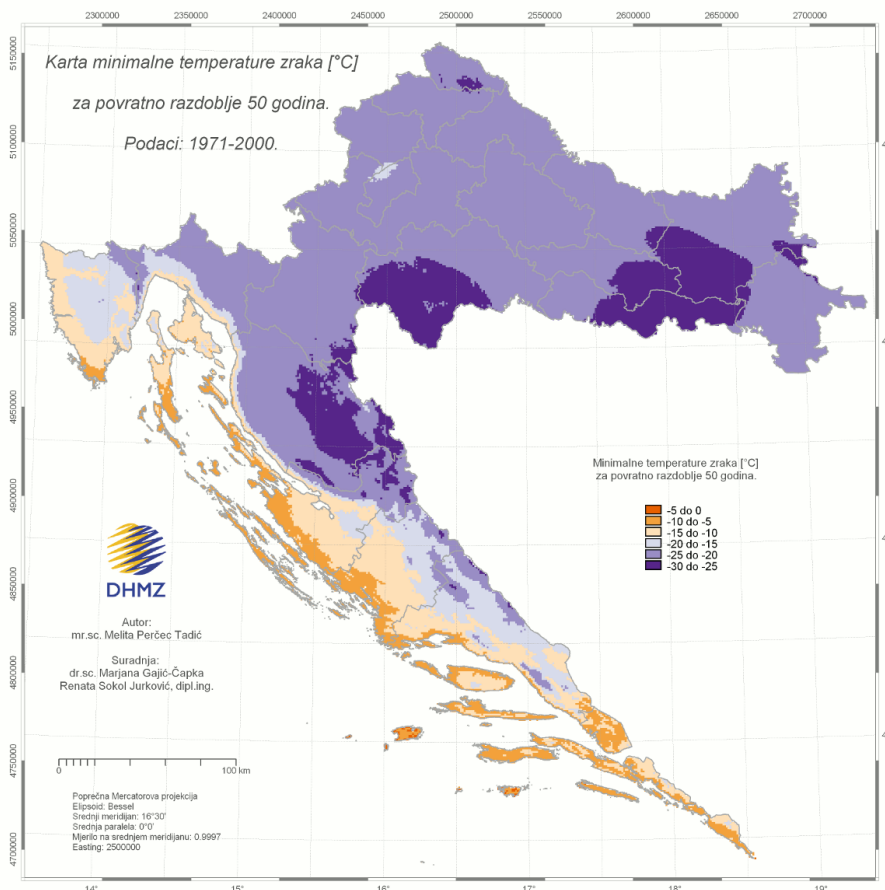 2300000 2350000 2400000 2450000 2500000 2550000 2600000 2650000 2700000
5150000
5100000
5050000
5000000
4950000
4900000
4850000
4800000
4750000
4700000
Karta minimalne temperature zraka [°C]
za povratno razdoblje 50 godina.
Podaci: 1971-2000.
Minimalne temperature zraka [°C]
za povratno razdoblje 50 godina.
-5 do 0
-10 do -5
-15 do -10
-20 do -15
-25 do -20
-30 do -25
DHMZ
Autor:
mr.sc. Melita Perčec Tadić
Suradnja:
dr.sc. Marjana Gajić-Čapka
Renata Sokol Jurković, dipl.ing.
0 100 km
Poprečna Mercatorova projekcija
Elipsoid: Bessel
Srednji meridijan: 16°30'
Srednja paralela: 0°0'
Mjerilo na srednjem meridijanu: 0.9997
Easting: 2500000
14° 15° 16° 17° 18° 19°